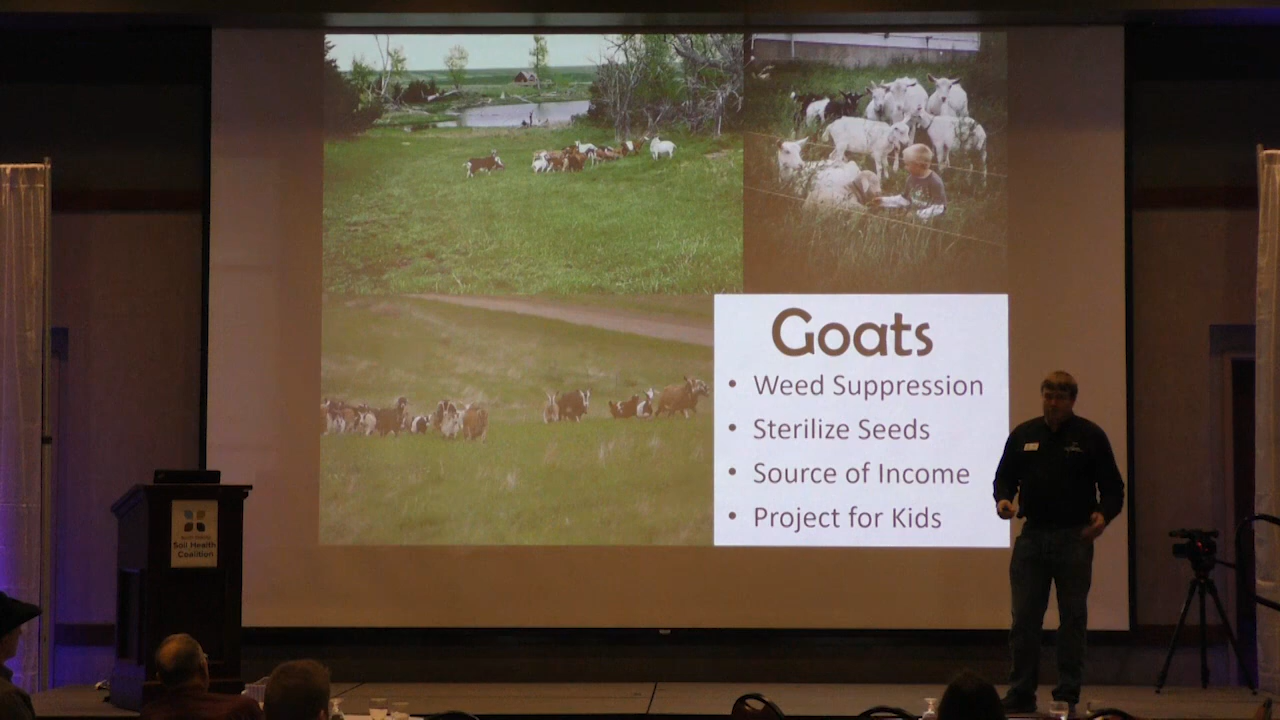 Goats
• Weed Suppression
• Sterilize Seeds
• Source of Income
• Project for Kids
Soil Health
Coalition